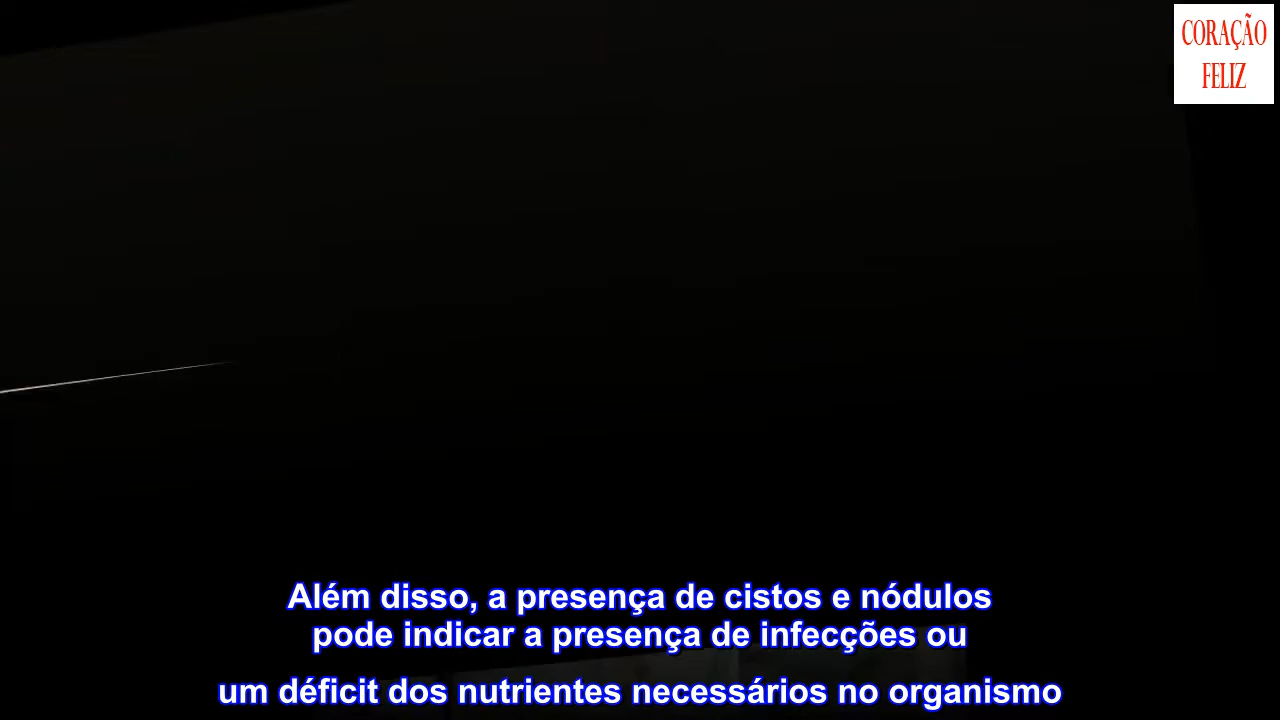 CORAÇÃO
FELIZ
Além disso, a presença de cistos e nódulos
pode indicar a presença de infecções ou
um déficit dos nutrientes necessários no organismo